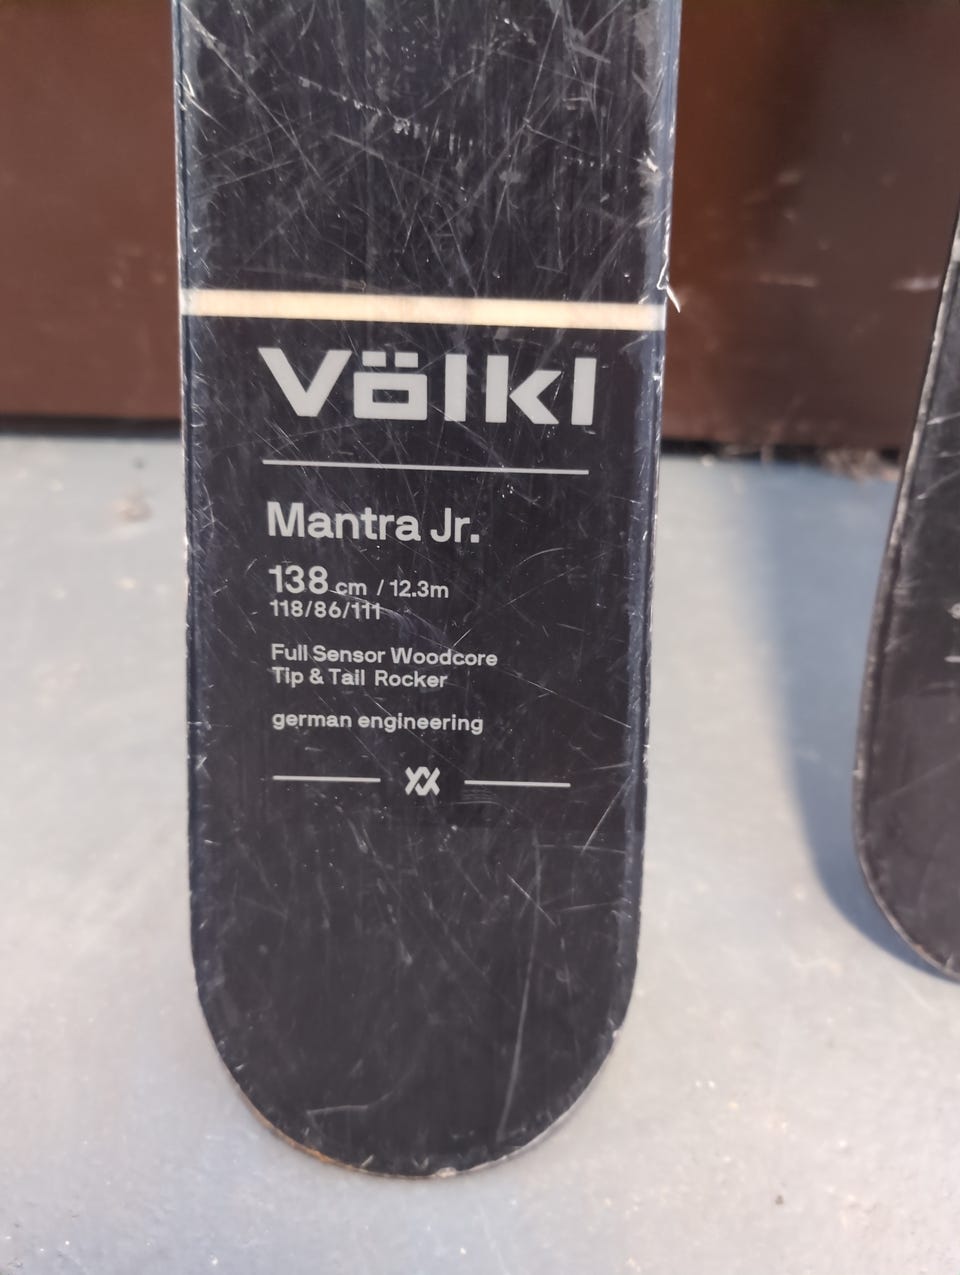 Völkl
Mantra Jr.
138 cm / 12.3m
118/86/111
Full Sensor Woodcore
Tip & Tail Rocker
german engineering